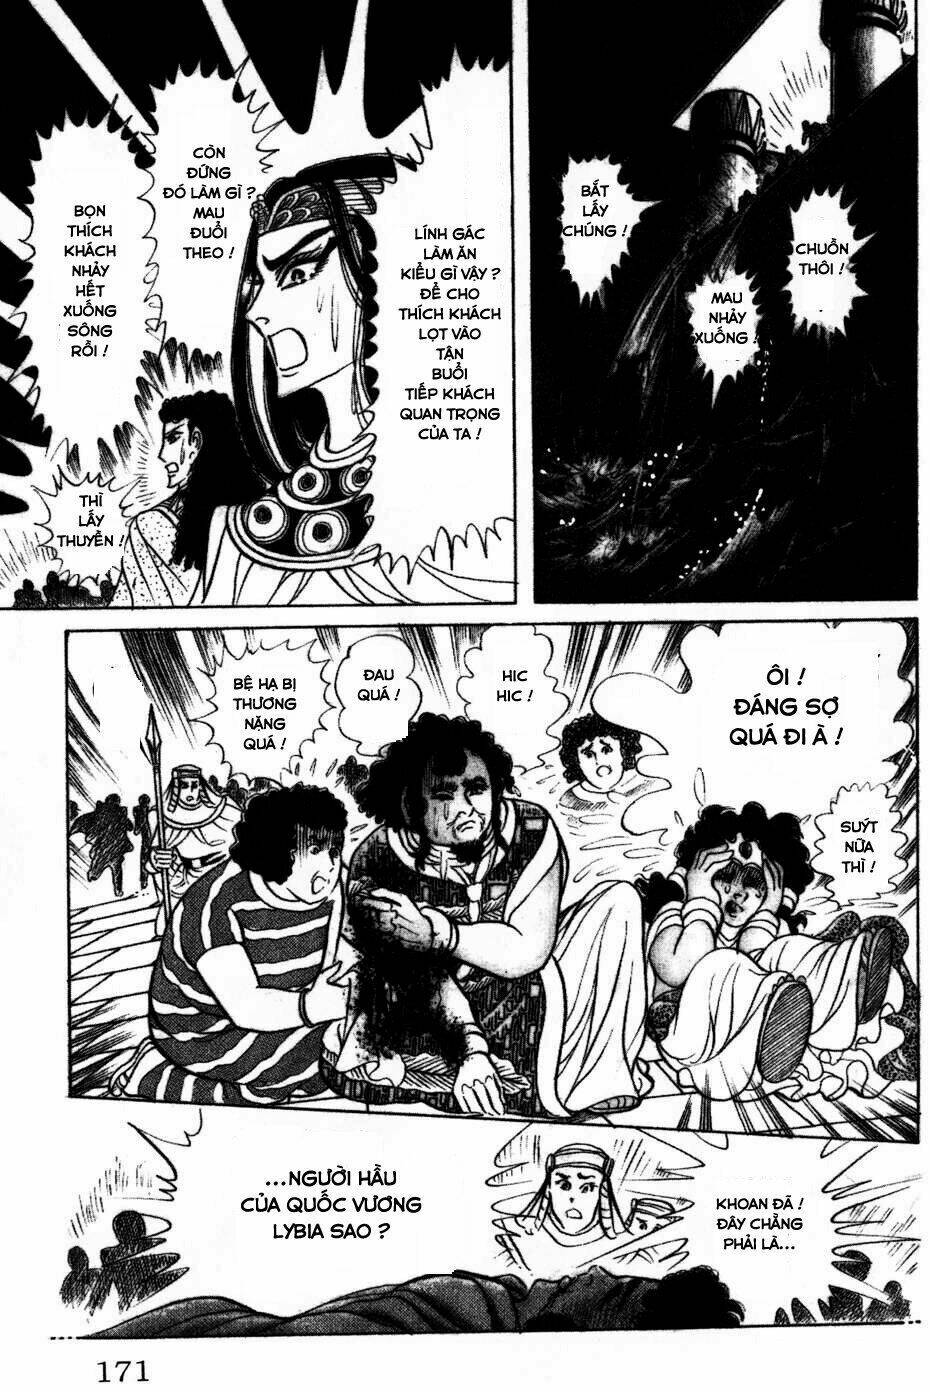 BẮT
LẤY
CHÚNG !
CHUỒN
THÔI !
MAU
NHẢY
XUỐNG !
LÍNH GÁC
LÀM ĂN
KIỂU GÌ VẬY ?
ĐỂ CHO
THÍCH KHÁCH
LỌT VÀO
TẬN
BUỔI
TIẾP KHÁCH
QUAN TRỌNG
CỦA TA !
CÒN
ĐỨNG
ĐÓ LÀM GÌ ?
MAU
ĐUỔI
THEO !
BỌN
THÍCH
KHÁCH
NHẢY
HẾT
XUỐNG
SÔNG
RỒI !
THÌ
LẤY
THUYỀN !
ÔI !
ĐÁNG SỢ
QUÁ ĐI À !
SUÝT
NỮA
THÌ !
HIC
HIC !
ĐAU
QUÁ !
BỆ HẠ BỊ
THƯƠNG
NẶNG
QUÁ !
KHOAN ĐÃ !
ĐÂY CHẲNG
PHẢI LÀ...
...NGƯỜI HẦU
CỦA QUỐC VƯƠNG
LYBIA SAO ?
171